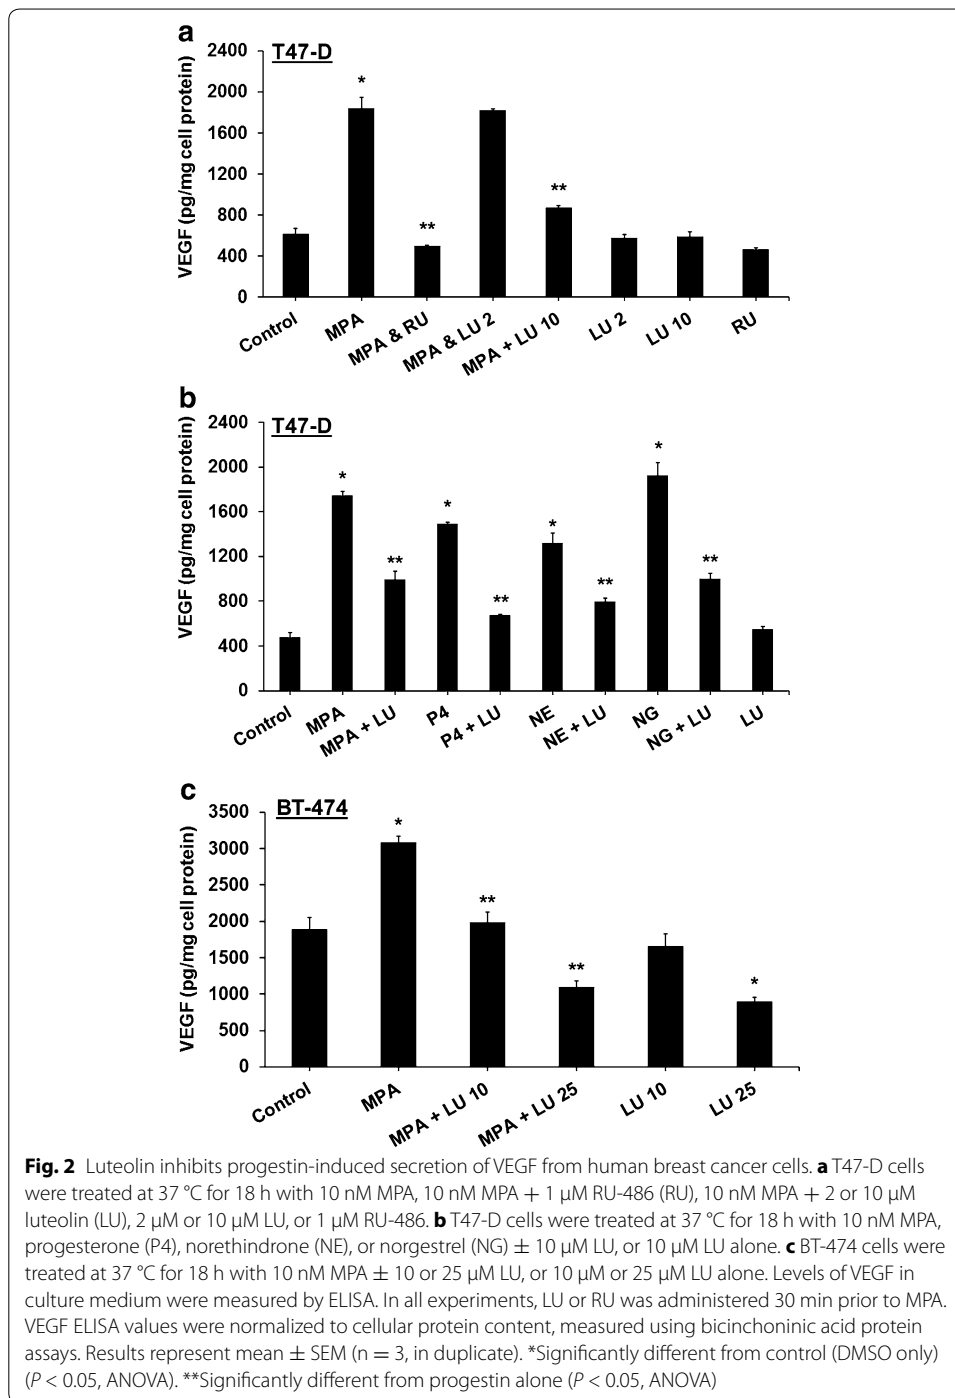 a
T47-D
2400
2000
1600
1200
800
400
0
VEGF (pg/mg cell protein)
*
**
**
Control
MPA
MPA & RU
MPA & LU 2
MPA + LU 10
LU 2
LU 10
RU
b
T47-D
2400
2000
1600
1200
800
400
0
VEGF (pg/mg cell protein)
*
**
*
**
*
**
*
**
Control
MPA
MPA + LU
P4
P4 + LU
NE
NE + LU
NG
NG + LU
LU
c
BT-474
3500
3000
2500
2000
1500
1000
500
0
VEGF (pg/mg cell protein)
*
**
**
*
Control
MPA
MPA + LU 10
MPA + LU 25
LU 10
LU 25
Fig. 2 Luteolin inhibits progestin-induced secretion of VEGF from human breast cancer cells. a T47-D cells
were treated at 37 °C for 18 h with 10 nM MPA, 10 nM MPA + 1 µM RU-486 (RU), 10 nM MPA + 2 or 10 µM
luteolin (LU), 2 µM or 10 µM LU, or 1 µM RU-486. b T47-D cells were treated at 37 °C for 18 h with 10 nM MPA,
progesterone (P4), norethindrone (NE), or norgestrel (NG) ± 10 µM LU, or 10 µM LU alone. c BT-474 cells were
treated at 37 °C for 18 h with 10 nM MPA ± 10 or 25 µM LU, or 10 µM or 25 µM LU alone. Levels of VEGF in
culture medium were measured by ELISA. In all experiments, LU or RU was administered 30 min prior to MPA.
VEGF ELISA values were normalized to cellular protein content, measured using bicinchoninic acid protein
assays. Results represent mean ± SEM (n = 3, in duplicate). *Significantly different from control (DMSO only)
(P < 0.05, ANOVA). **Significantly different from progestin alone (P < 0.05, ANOVA)